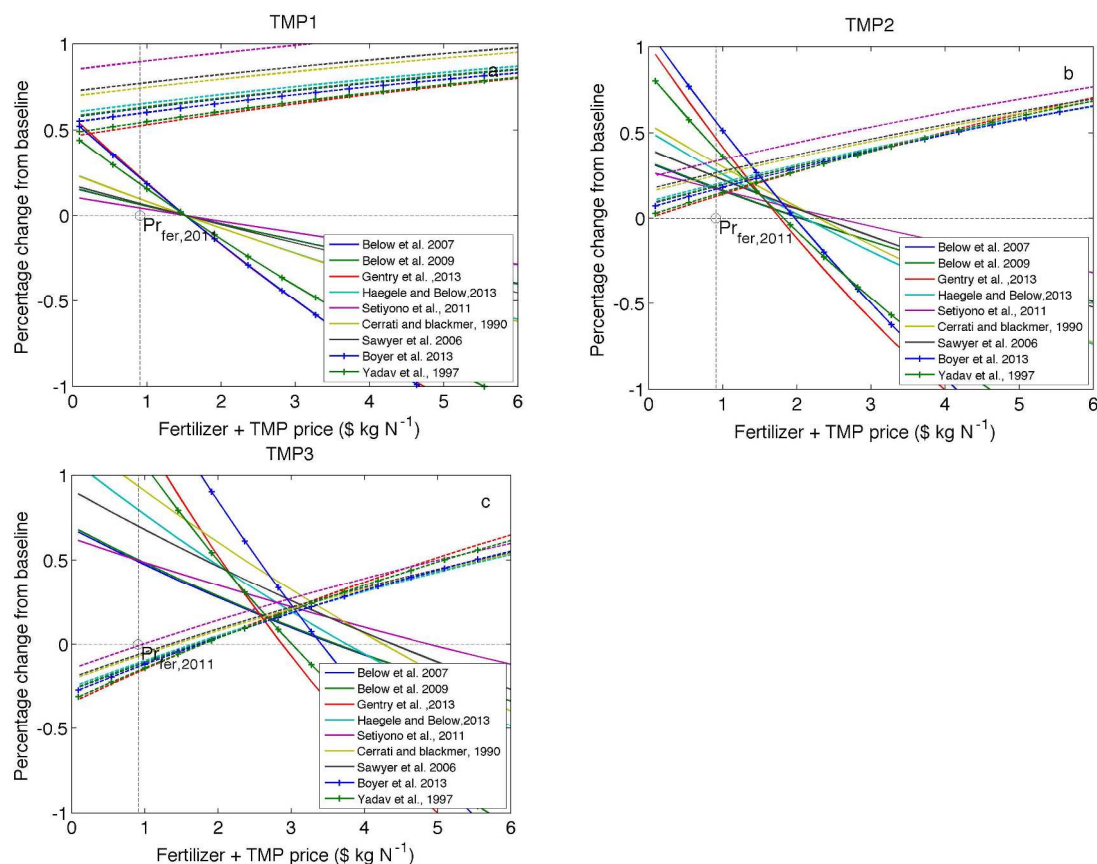 TMP1
1
0.5
0
-0.5
-1
Percentage change from baseline
a
Pr fer,2011
Below et al. 2007
Below et al. 2009
Gentry et al. ,2013
Haegele and Below,2013
Setiyono et al., 2011
Cerrati and blackmer, 1990
Sawyer et al. 2006
Boyer et al. 2013
Yadav et al., 1997
0 1 2 3 4 5 6
Fertilizer + TMP price ($ kg N-1)
TMP2
1
0.5
0
-0.5
-1
Percentage change from baseline
b
Pr fer,2011
Below et al. 2007
Below et al. 2009
Gentry et al. ,2013
Haegele and Below,2013
Setiyono et al., 2011
Cerrati and blackmer, 1990
Sawyer et al. 2006
Boyer et al. 2013
Yadav et al., 1997
0 1 2 3 4 5 6
Fertilizer + TMP price ($ kg N-1)
TMP3
1
0.5
0
-0.5
-1
Percentage change from baseline
c
Pr fer,2011
Below et al. 2007
Below et al. 2009
Gentry et al. ,2013
Haegele and Below,2013
Setiyono et al., 2011
Cerrati and blackmer, 1990
Sawyer et al. 2006
Boyer et al. 2013
Yadav et al., 1997
0 1 2 3 4 5 6
Fertilizer + TMP price ($ kg N-1)